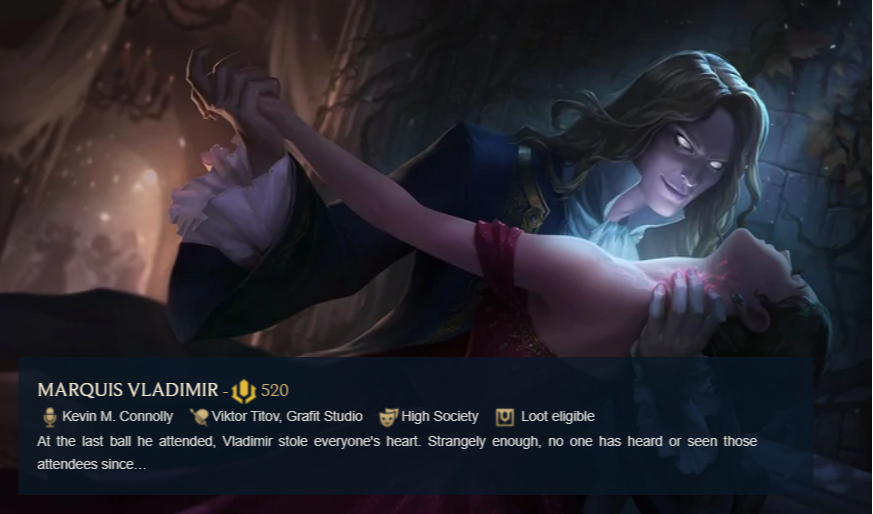 MARQUIS VLADIMIR - 520
Kevin M. Connolly Viktor Titov, Grafit Studio High Society Loot eligible
At the last ball he attended, Vladimir stole everyone's heart. Strangely enough, no one has heard or seen those
attendees since...